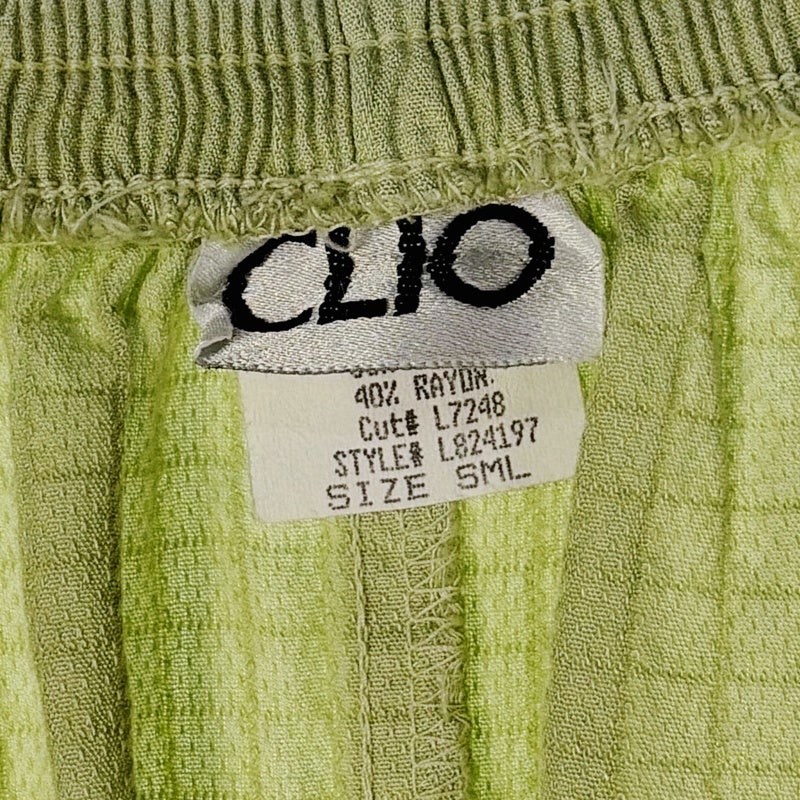 CLIO
40% RAYON.
Cut# L7248
STYLE# L824197
SIZE SML